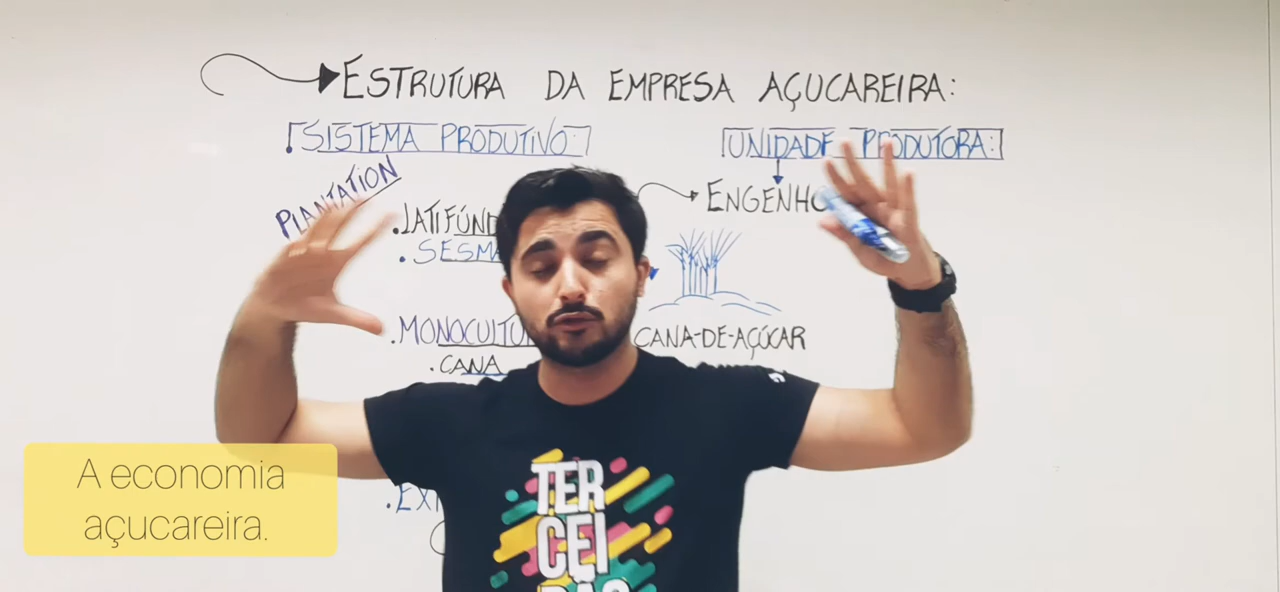 ESTRUTURA DA EMPRESA AÇUCAREIRA:
SISTEMA PRODUTIVO:
UNIDADE PRODUTORA:
PLANTATION
ENGENHO
CANA-DE-AÇÚCAR
.CANA
A economia
açucareira.
TER
CEI